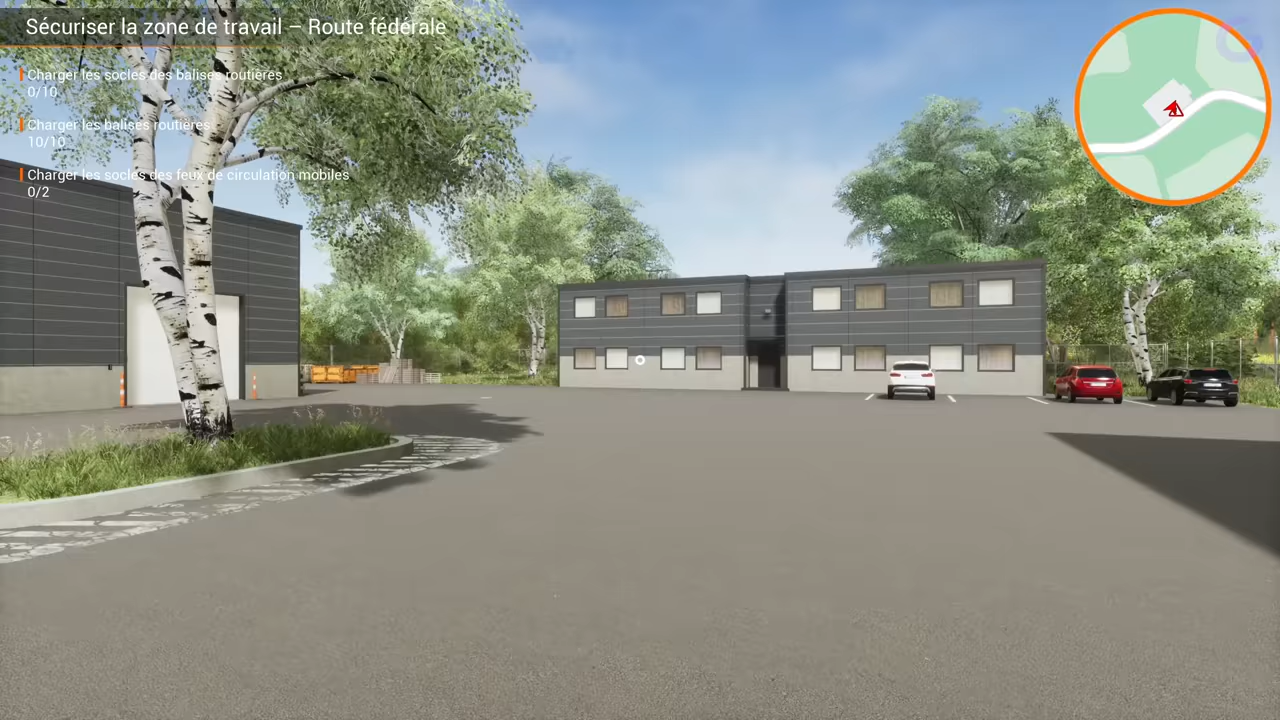 Sécuriser la zone de travail – Route fédérale
Charger les socles des balises routières
0/10
Charger les balises routières
10/10
Charger les socles des feux de circulation mobiles
0/2